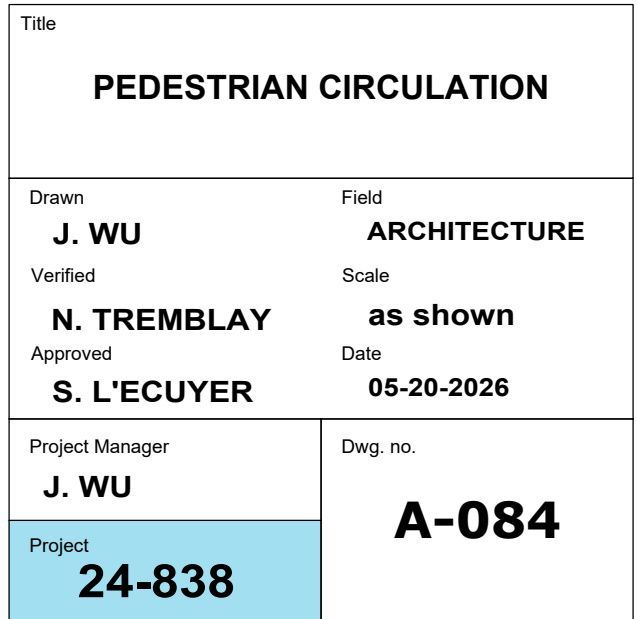 Title
PEDESTRIAN CIRCULATION
Drawn
J. WU
Field
ARCHITECTURE
Verified
N. TREMBLAY
Scale
as shown
Approved
S. L'ECUYER
Date
05-20-2026
Project Manager
J. WU
Dwg. no.
A-084
Project
24-838